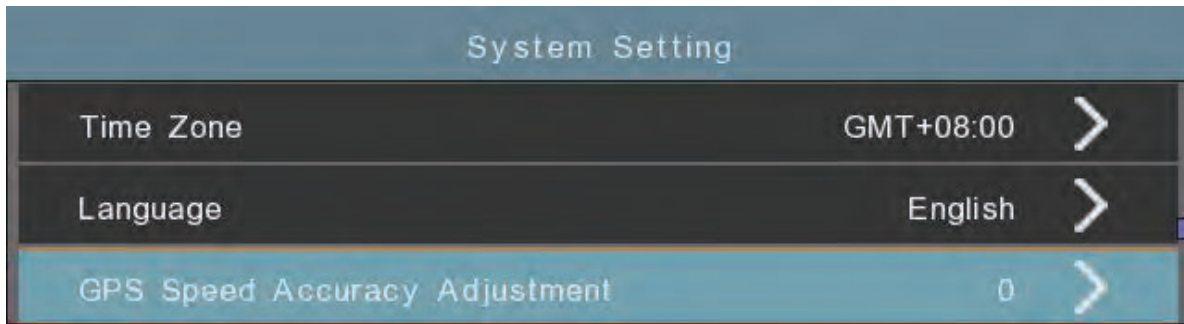 System Setting
Time Zone GMT+08:00
Language English
GPS Speed Accuracy Adjustment 0